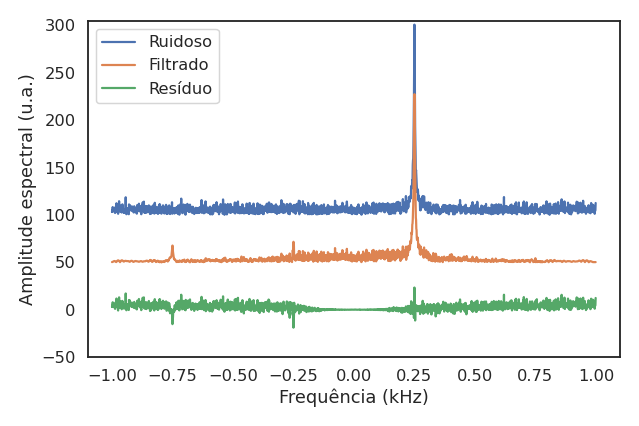 Amplitude espectral (u.a.)
300
250
200
150
100
50
0
−50
Ruidoso
Filtrado
Resíduo
−1.00 −0.75 −0.50 −0.25 0.00 0.25 0.50 0.75 1.00
Frequência (kHz)